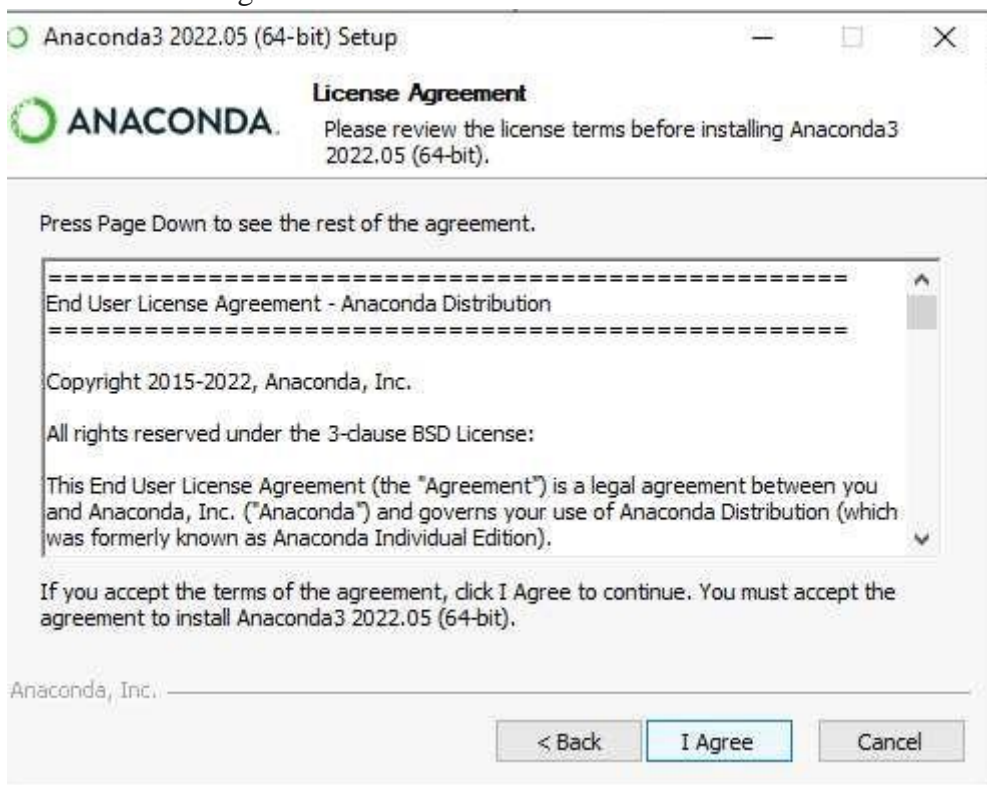 Anaconda3 2022.05 (64-bit) Setup
ANACONDA.
License Agreement
Please review the license terms before installing Anaconda3
2022.05 (64-bit).
Press Page Down to see the rest of the agreement.
==================================================
End User License Agreement - Anaconda Distribution
==================================================
Copyright 2015-2022, Anaconda, Inc.
All rights reserved under the 3-clause BSD License:
This End User License Agreement (the "Agreement") is a legal agreement between you
and Anaconda, Inc. ("Anaconda") and governs your use of Anaconda Distribution (which
was formerly known as Anaconda Individual Edition).
If you accept the terms of the agreement, click I Agree to continue. You must accept the
agreement to install Anaconda3 2022.05 (64-bit).
Anaconda, Inc.
< Back
I Agree
Cancel